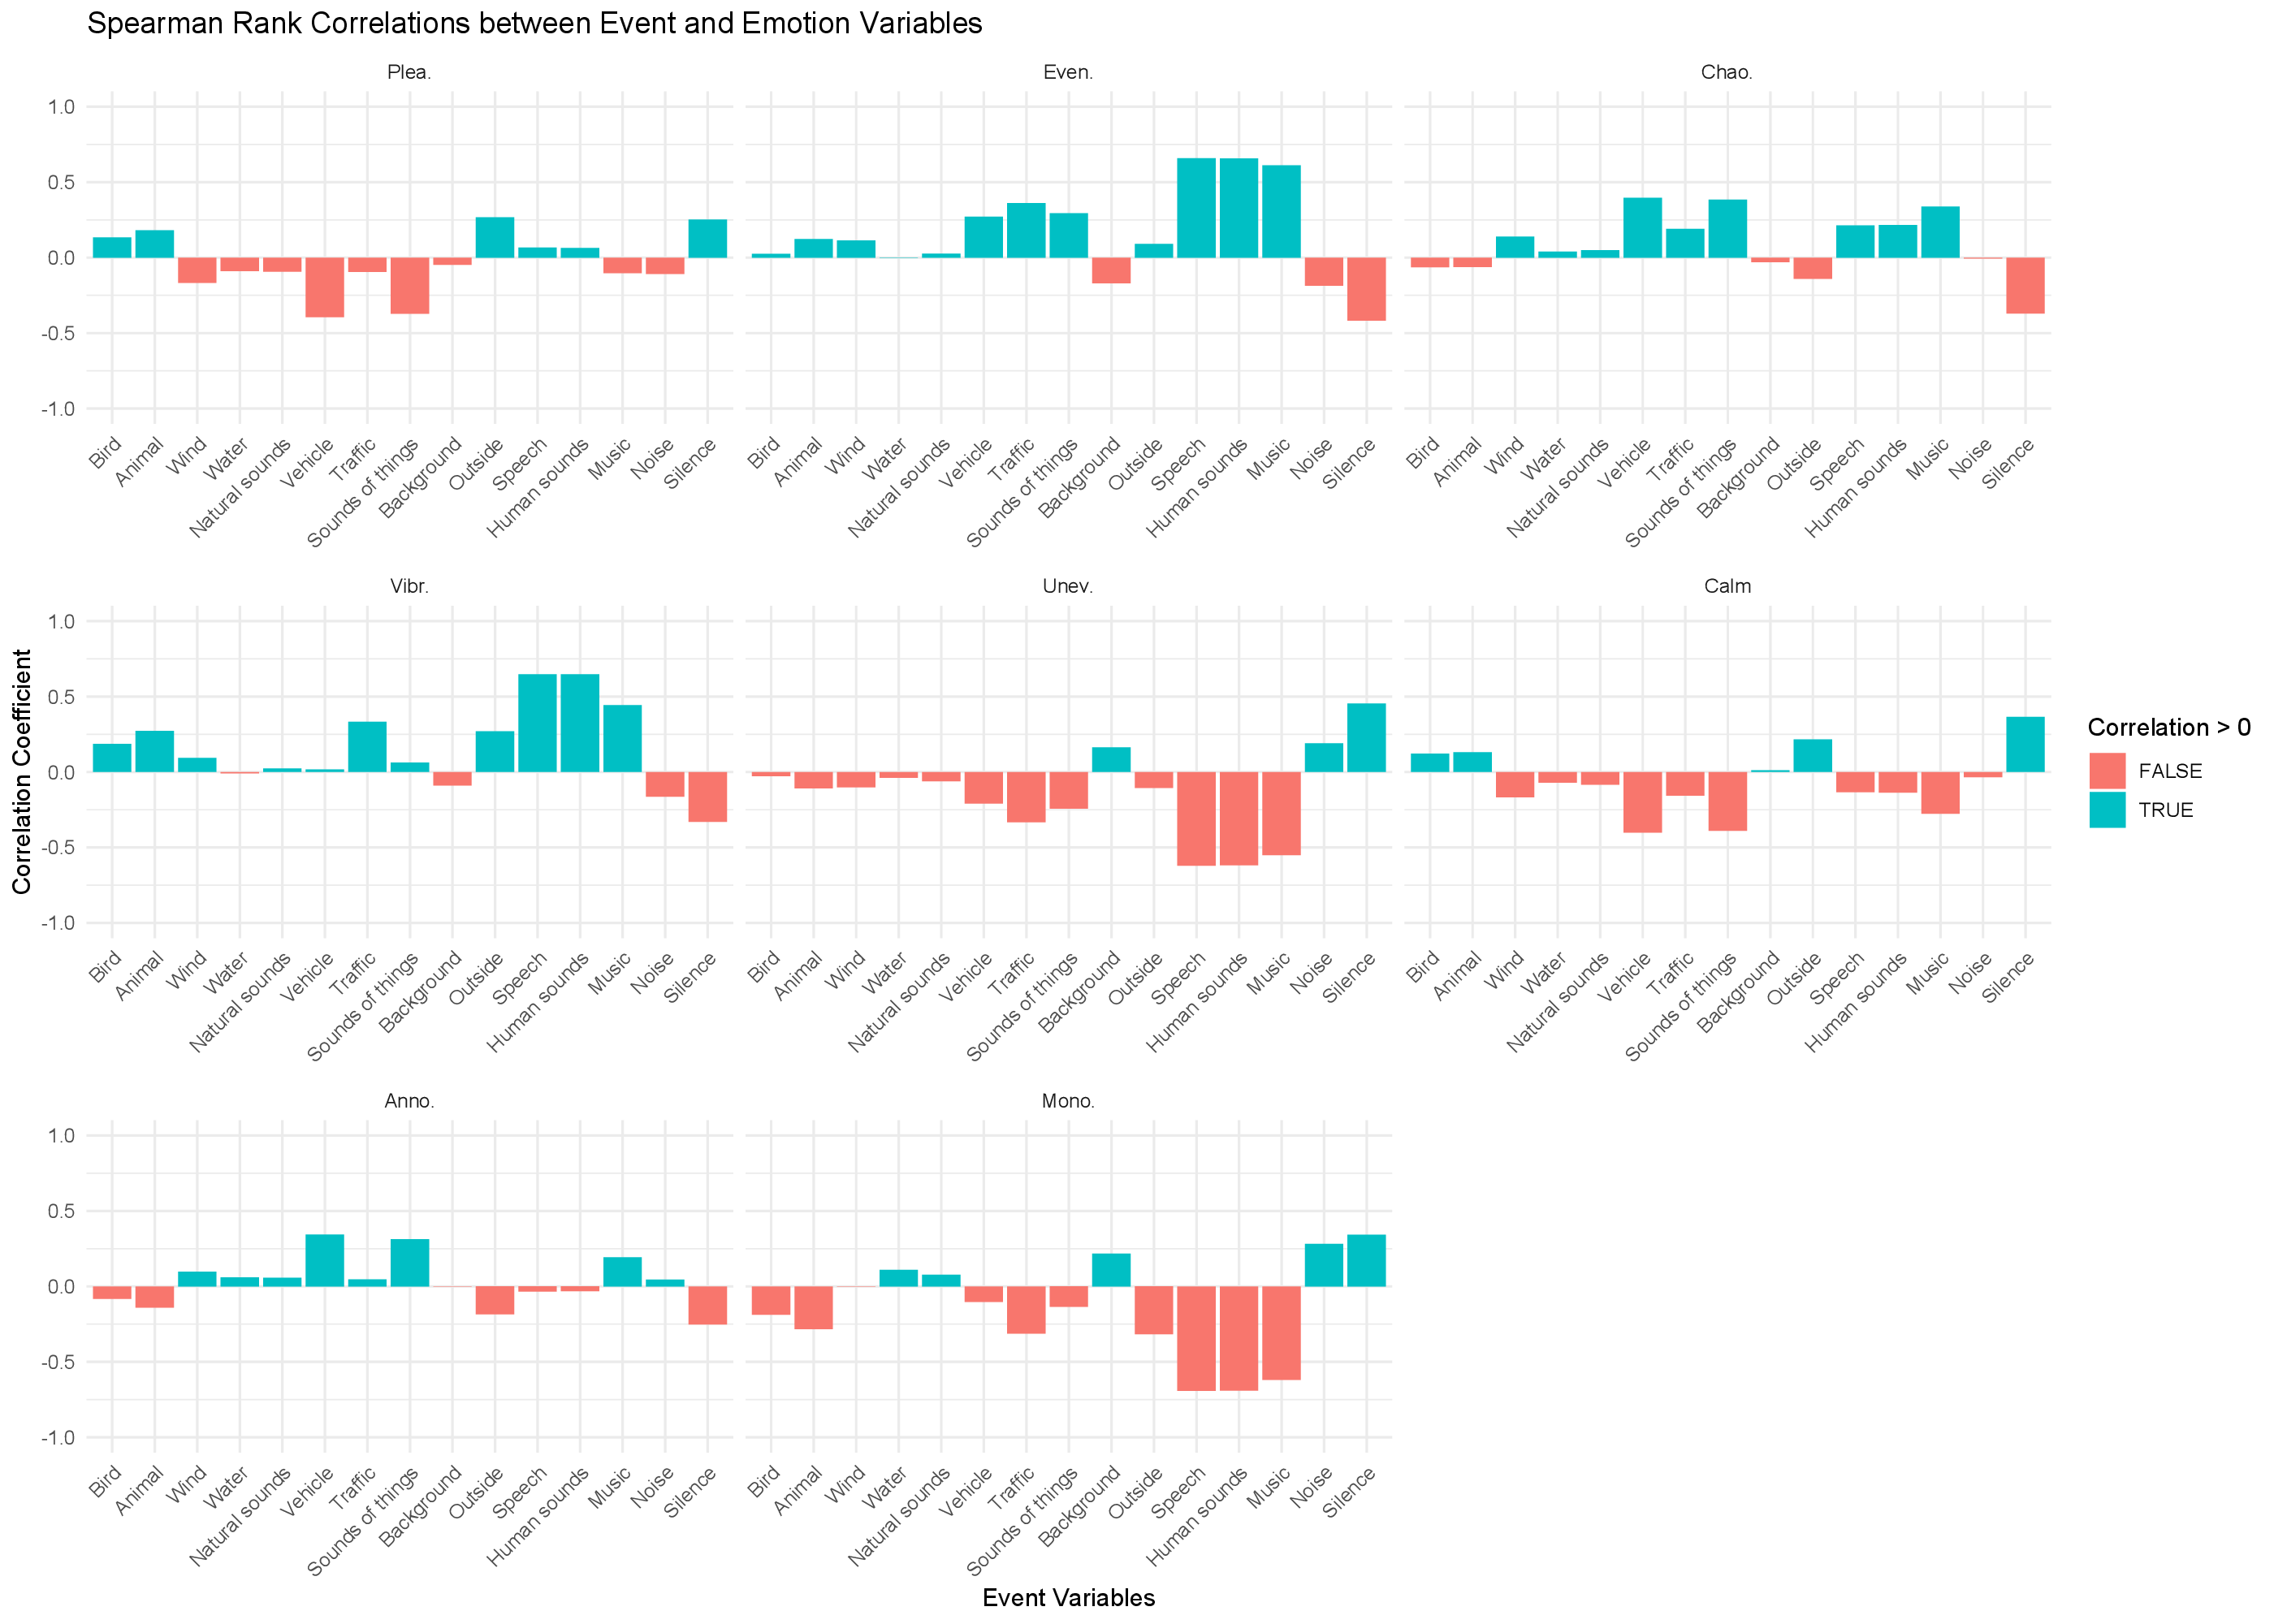 Spearman Rank Correlations between Event and Emotion Variables
Plea.
Even.
Chao.
1.0
0.5
0.0
-0.5
-1.0
Bird
Animal
Wind
Water
Natural sounds
Vehicle
Traffic
Sounds of things
Background
Outside
Speech
Human sounds
Music
Noise
Silence
Bird
Animal
Wind
Water
Natural sounds
Vehicle
Traffic
Sounds of things
Background
Outside
Speech
Human sounds
Music
Noise
Silence
Bird
Animal
Wind
Water
Natural sounds
Vehicle
Traffic
Sounds of things
Background
Outside
Speech
Human sounds
Music
Noise
Silence
Vibr.
Unev.
Calm
Correlation Coefficient
1.0
0.5
0.0
-0.5
-1.0
Bird
Animal
Wind
Water
Natural sounds
Vehicle
Traffic
Sounds of things
Background
Outside
Speech
Human sounds
Music
Noise
Silence
Bird
Animal
Wind
Water
Natural sounds
Vehicle
Traffic
Sounds of things
Background
Outside
Speech
Human sounds
Music
Noise
Silence
Bird
Animal
Wind
Water
Natural sounds
Vehicle
Traffic
Sounds of things
Background
Outside
Speech
Human sounds
Music
Noise
Silence
Correlation > 0
FALSE
TRUE
Anno.
Mono.
1.0
0.5
0.0
-0.5
-1.0
Bird
Animal
Wind
Water
Natural sounds
Vehicle
Traffic
Sounds of things
Background
Outside
Speech
Human sounds
Music
Noise
Silence
Bird
Animal
Wind
Water
Natural sounds
Vehicle
Traffic
Sounds of things
Background
Outside
Speech
Human sounds
Music
Noise
Silence
Event Variables